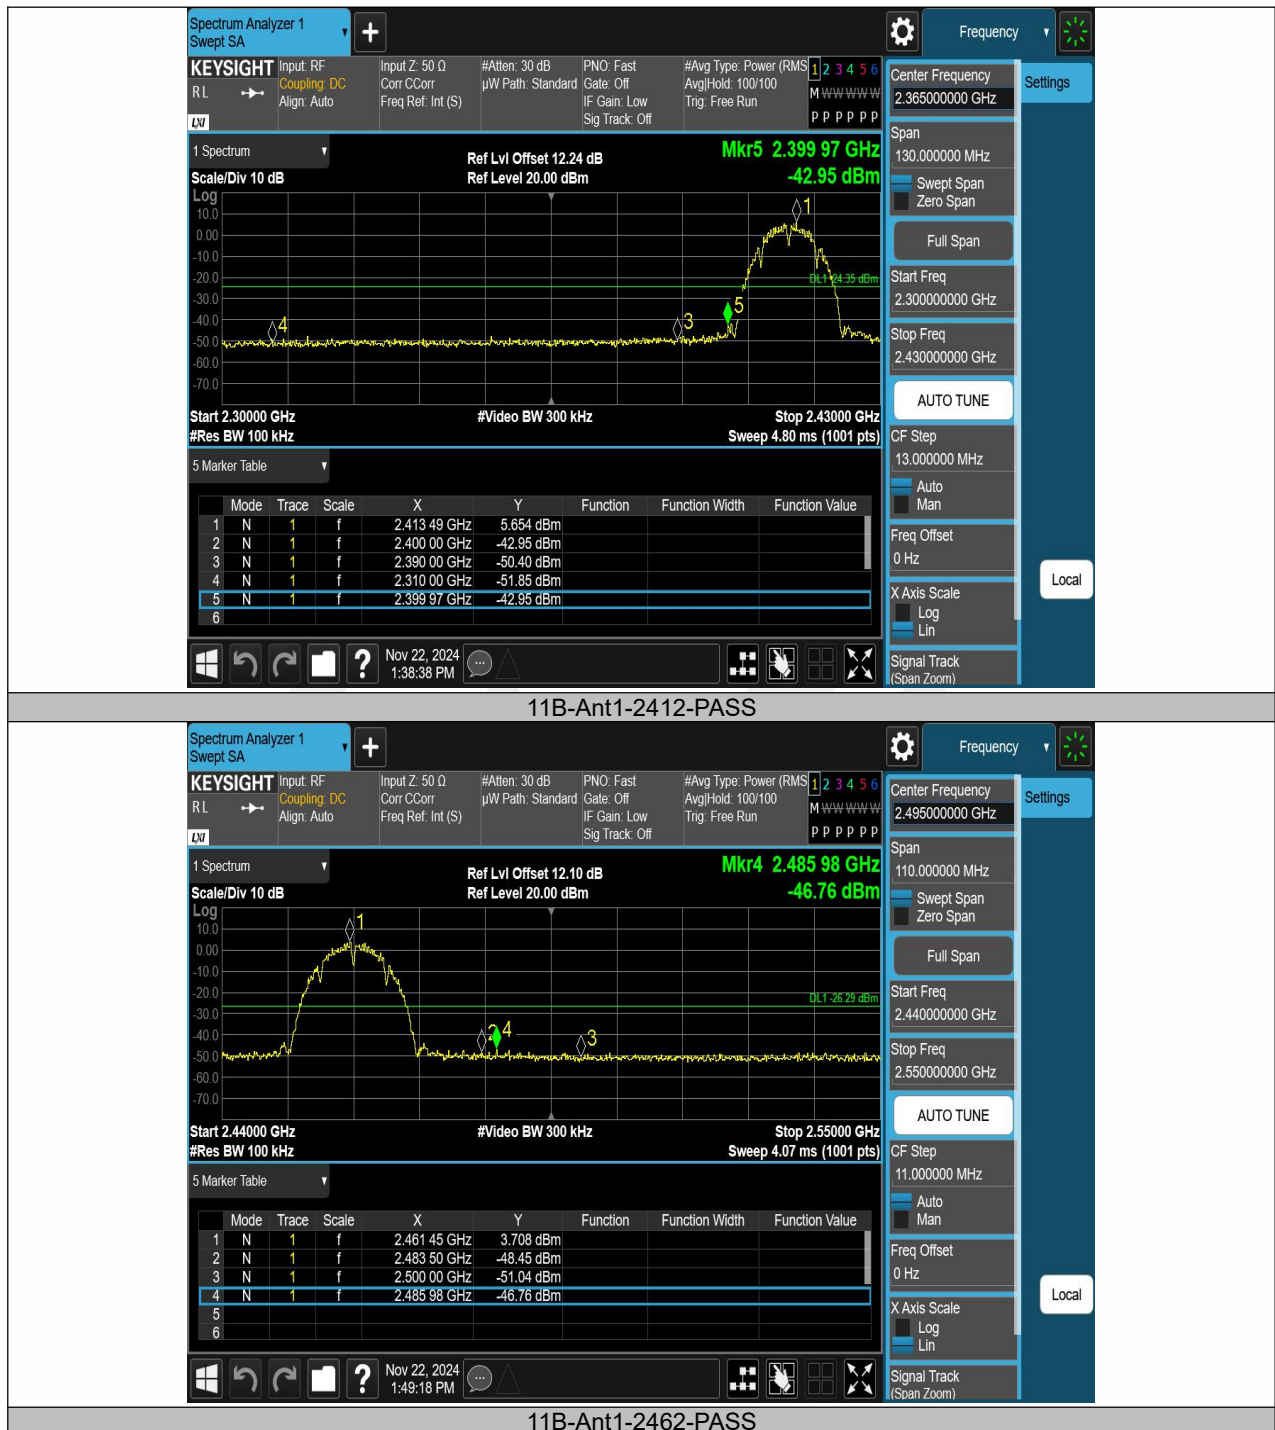 Spectrum Analyzer 1
Swept SA
+
Frequency
KEYSIGHT
RL
LXI
Input: RF
Coupling: DC
Align: Auto
Input Z: 50 Ω
Corr CCorr
Freq Ref: Int (S)
#Atten: 30 dB
µW Path: Standard
PNO: Fast
Gate: Off
IF Gain: Low
Sig Track: Off
#Avg Type: Power (RMS
Avg|Hold: 100/100
Trig: Free Run
1 2 3 4 5 6
M W W W W W
P P P P P P
1 Spectrum
Scale/Div 10 dB
Ref Lvl Offset 12.24 dB
Ref Level 20.00 dBm
Mkr5 2.399 97 GHz
-42.95 dBm
Log
10.0
0.00
-10.0
-20.0
-30.0
-40.0
-50.0
-60.0
-70.0
1
DL1 -24.35 dBm
5
3
4
Start 2.30000 GHz
#Video BW 300 kHz
Stop 2.43000 GHz
#Res BW 100 kHz
Sweep 4.80 ms (1001 pts)
5 Marker Table
Mode Trace Scale X Y Function Function Width Function Value
1 N 1 f 2.413 49 GHz 5.654 dBm
2 N 1 f 2.400 00 GHz -42.95 dBm
3 N 1 f 2.390 00 GHz -50.40 dBm
4 N 1 f 2.310 00 GHz -51.85 dBm
5 N 1 f 2.399 97 GHz -42.95 dBm
6
?
Nov 22, 2024
1:38:38 PM
Center Frequency
2.365000000 GHz
Span
130.000000 MHz
Swept Span
Zero Span
Full Span
Start Freq
2.300000000 GHz
Stop Freq
2.430000000 GHz
AUTO TUNE
CF Step
13.000000 MHz
Auto
Man
Freq Offset
0 Hz
X Axis Scale
Log
Lin
Signal Track
(Span Zoom)
Settings
Local
11B-Ant1-2412-PASS
Spectrum Analyzer 1
Swept SA
+
Frequency
KEYSIGHT
RL
LXI
Input: RF
Coupling: DC
Align: Auto
Input Z: 50 Ω
Corr CCorr
Freq Ref: Int (S)
#Atten: 30 dB
µW Path: Standard
PNO: Fast
Gate: Off
IF Gain: Low
Sig Track: Off
#Avg Type: Power (RMS
Avg|Hold: 100/100
Trig: Free Run
1 2 3 4 5 6
M W W W W W
P P P P P P
1 Spectrum
Scale/Div 10 dB
Ref Lvl Offset 12.10 dB
Ref Level 20.00 dBm
Mkr4 2.485 98 GHz
-46.76 dBm
Log
10.0
0.00
-10.0
-20.0
-30.0
-40.0
-50.0
-60.0
-70.0
1
DL1 -26.29 dBm
2
4
3
Start 2.44000 GHz
#Video BW 300 kHz
Stop 2.55000 GHz
#Res BW 100 kHz
Sweep 4.07 ms (1001 pts)
5 Marker Table
Mode Trace Scale X Y Function Function Width Function Value
1 N 1 f 2.461 45 GHz 3.708 dBm
2 N 1 f 2.483 50 GHz -48.45 dBm
3 N 1 f 2.500 00 GHz -51.04 dBm
4 N 1 f 2.485 98 GHz -46.76 dBm
5
6
?
Nov 22, 2024
1:49:18 PM
Center Frequency
2.495000000 GHz
Span
110.000000 MHz
Swept Span
Zero Span
Full Span
Start Freq
2.440000000 GHz
Stop Freq
2.550000000 GHz
AUTO TUNE
CF Step
11.000000 MHz
Auto
Man
Freq Offset
0 Hz
X Axis Scale
Log
Lin
Signal Track
(Span Zoom)
Settings
Local
11B-Ant1-2462-PASS